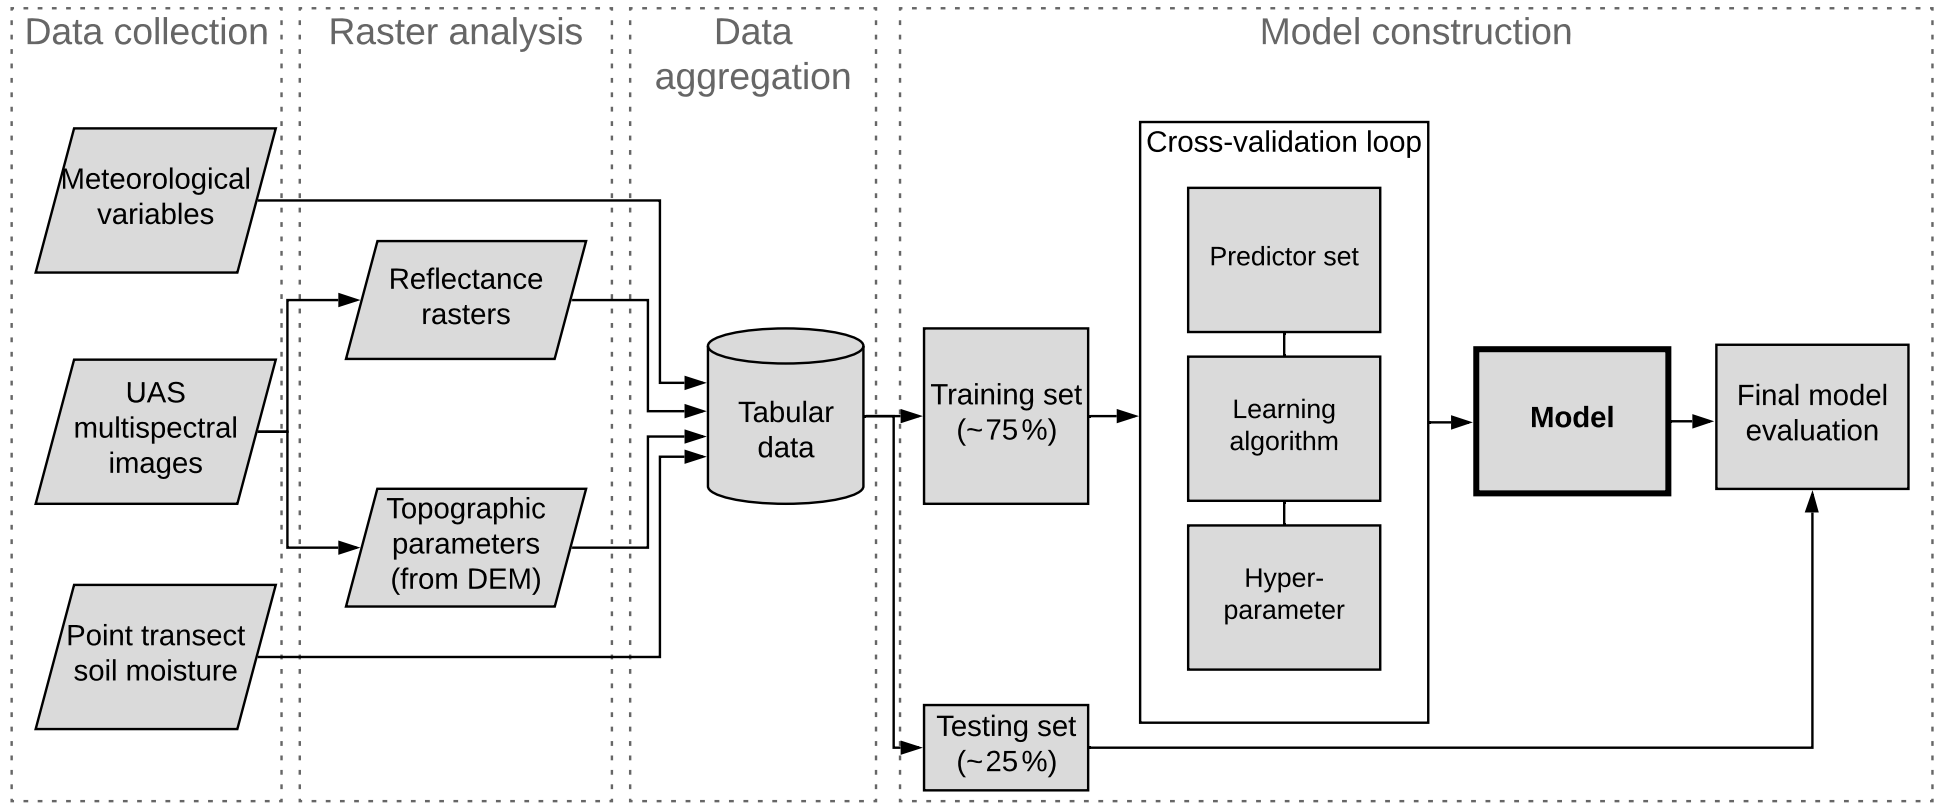 Data collection
Raster analysis
Data
aggregation
Model construction
Meteorological
variables
UAS
multispectral
images
Point transect
soil moisture
Reflectance
rasters
Topographic
parameters
(from DEM)
Tabular
data
Training set
(~75%)
Testing set
(~25%)
Cross-validation loop
Predictor set
Learning
algorithm
Hyper-
parameter
Model
Final model
evaluation